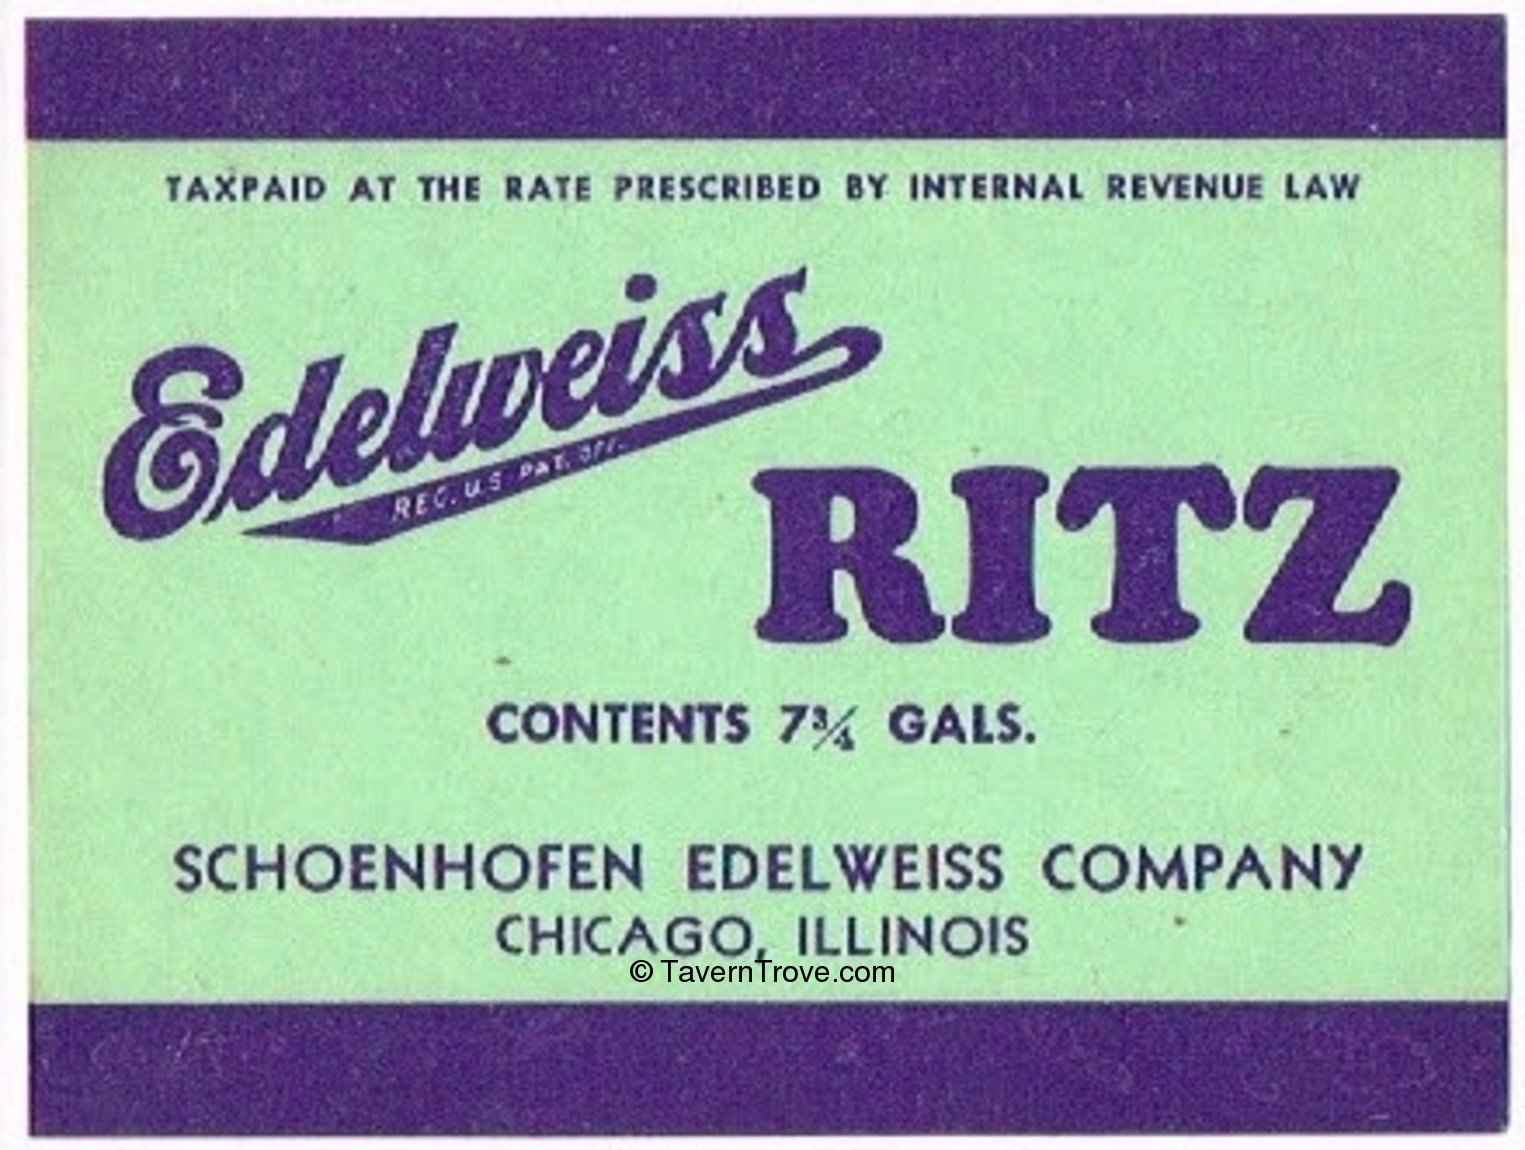 TAXPAID AT THE RATE PRESCRIBED BY INTERNAL REVENUE LAW
Edelweiss
REG. U.S. PAT. OFF.
RITZ
CONTENTS 7¾ GALS.
SCHOENHOFEN EDELWEISS COMPANY
CHICAGO, ILLINOIS
© TavernTrove.com